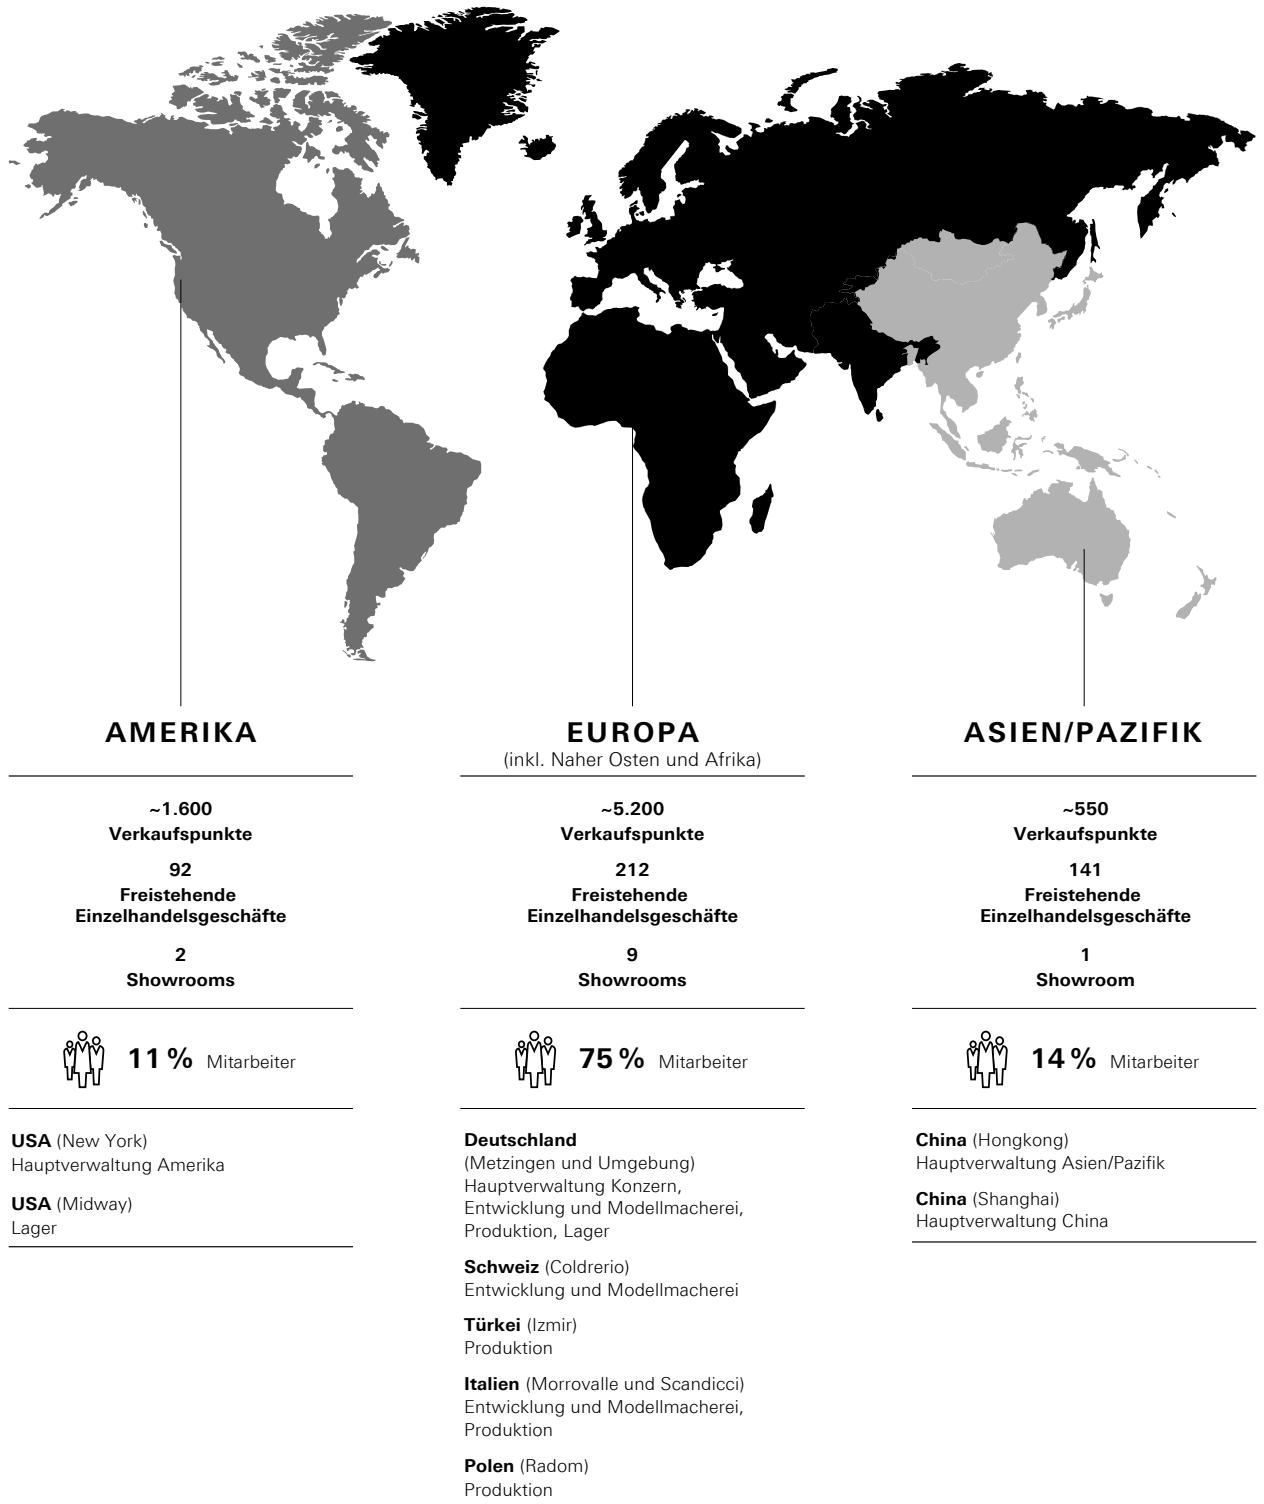 AMERIKA
~1.600
Verkaufspunkte
92
Freistehende
Einzelhandelsgeschäfte
2
Showrooms
11 % Mitarbeiter
USA (New York)
Hauptverwaltung Amerika
USA (Midway)
Lager
EUROPA
(inkl. Naher Osten und Afrika)
~5.200
Verkaufspunkte
212
Freistehende
Einzelhandelsgeschäfte
9
Showrooms
75 % Mitarbeiter
Deutschland
(Metzingen und Umgebung)
Hauptverwaltung Konzern,
Entwicklung und Modellmacherei,
Produktion, Lager
Schweiz (Coldrerio)
Entwicklung und Modellmacherei
Türkei (Izmir)
Produktion
Italien (Morrovalle und Scandicci)
Entwicklung und Modellmacherei,
Produktion
Polen (Radom)
Produktion
ASIEN/PAZIFIK
~550
Verkaufspunkte
141
Freistehende
Einzelhandelsgeschäfte
1
Showroom
14 % Mitarbeiter
China (Hongkong)
Hauptverwaltung Asien/Pazifik
China (Shanghai)
Hauptverwaltung China